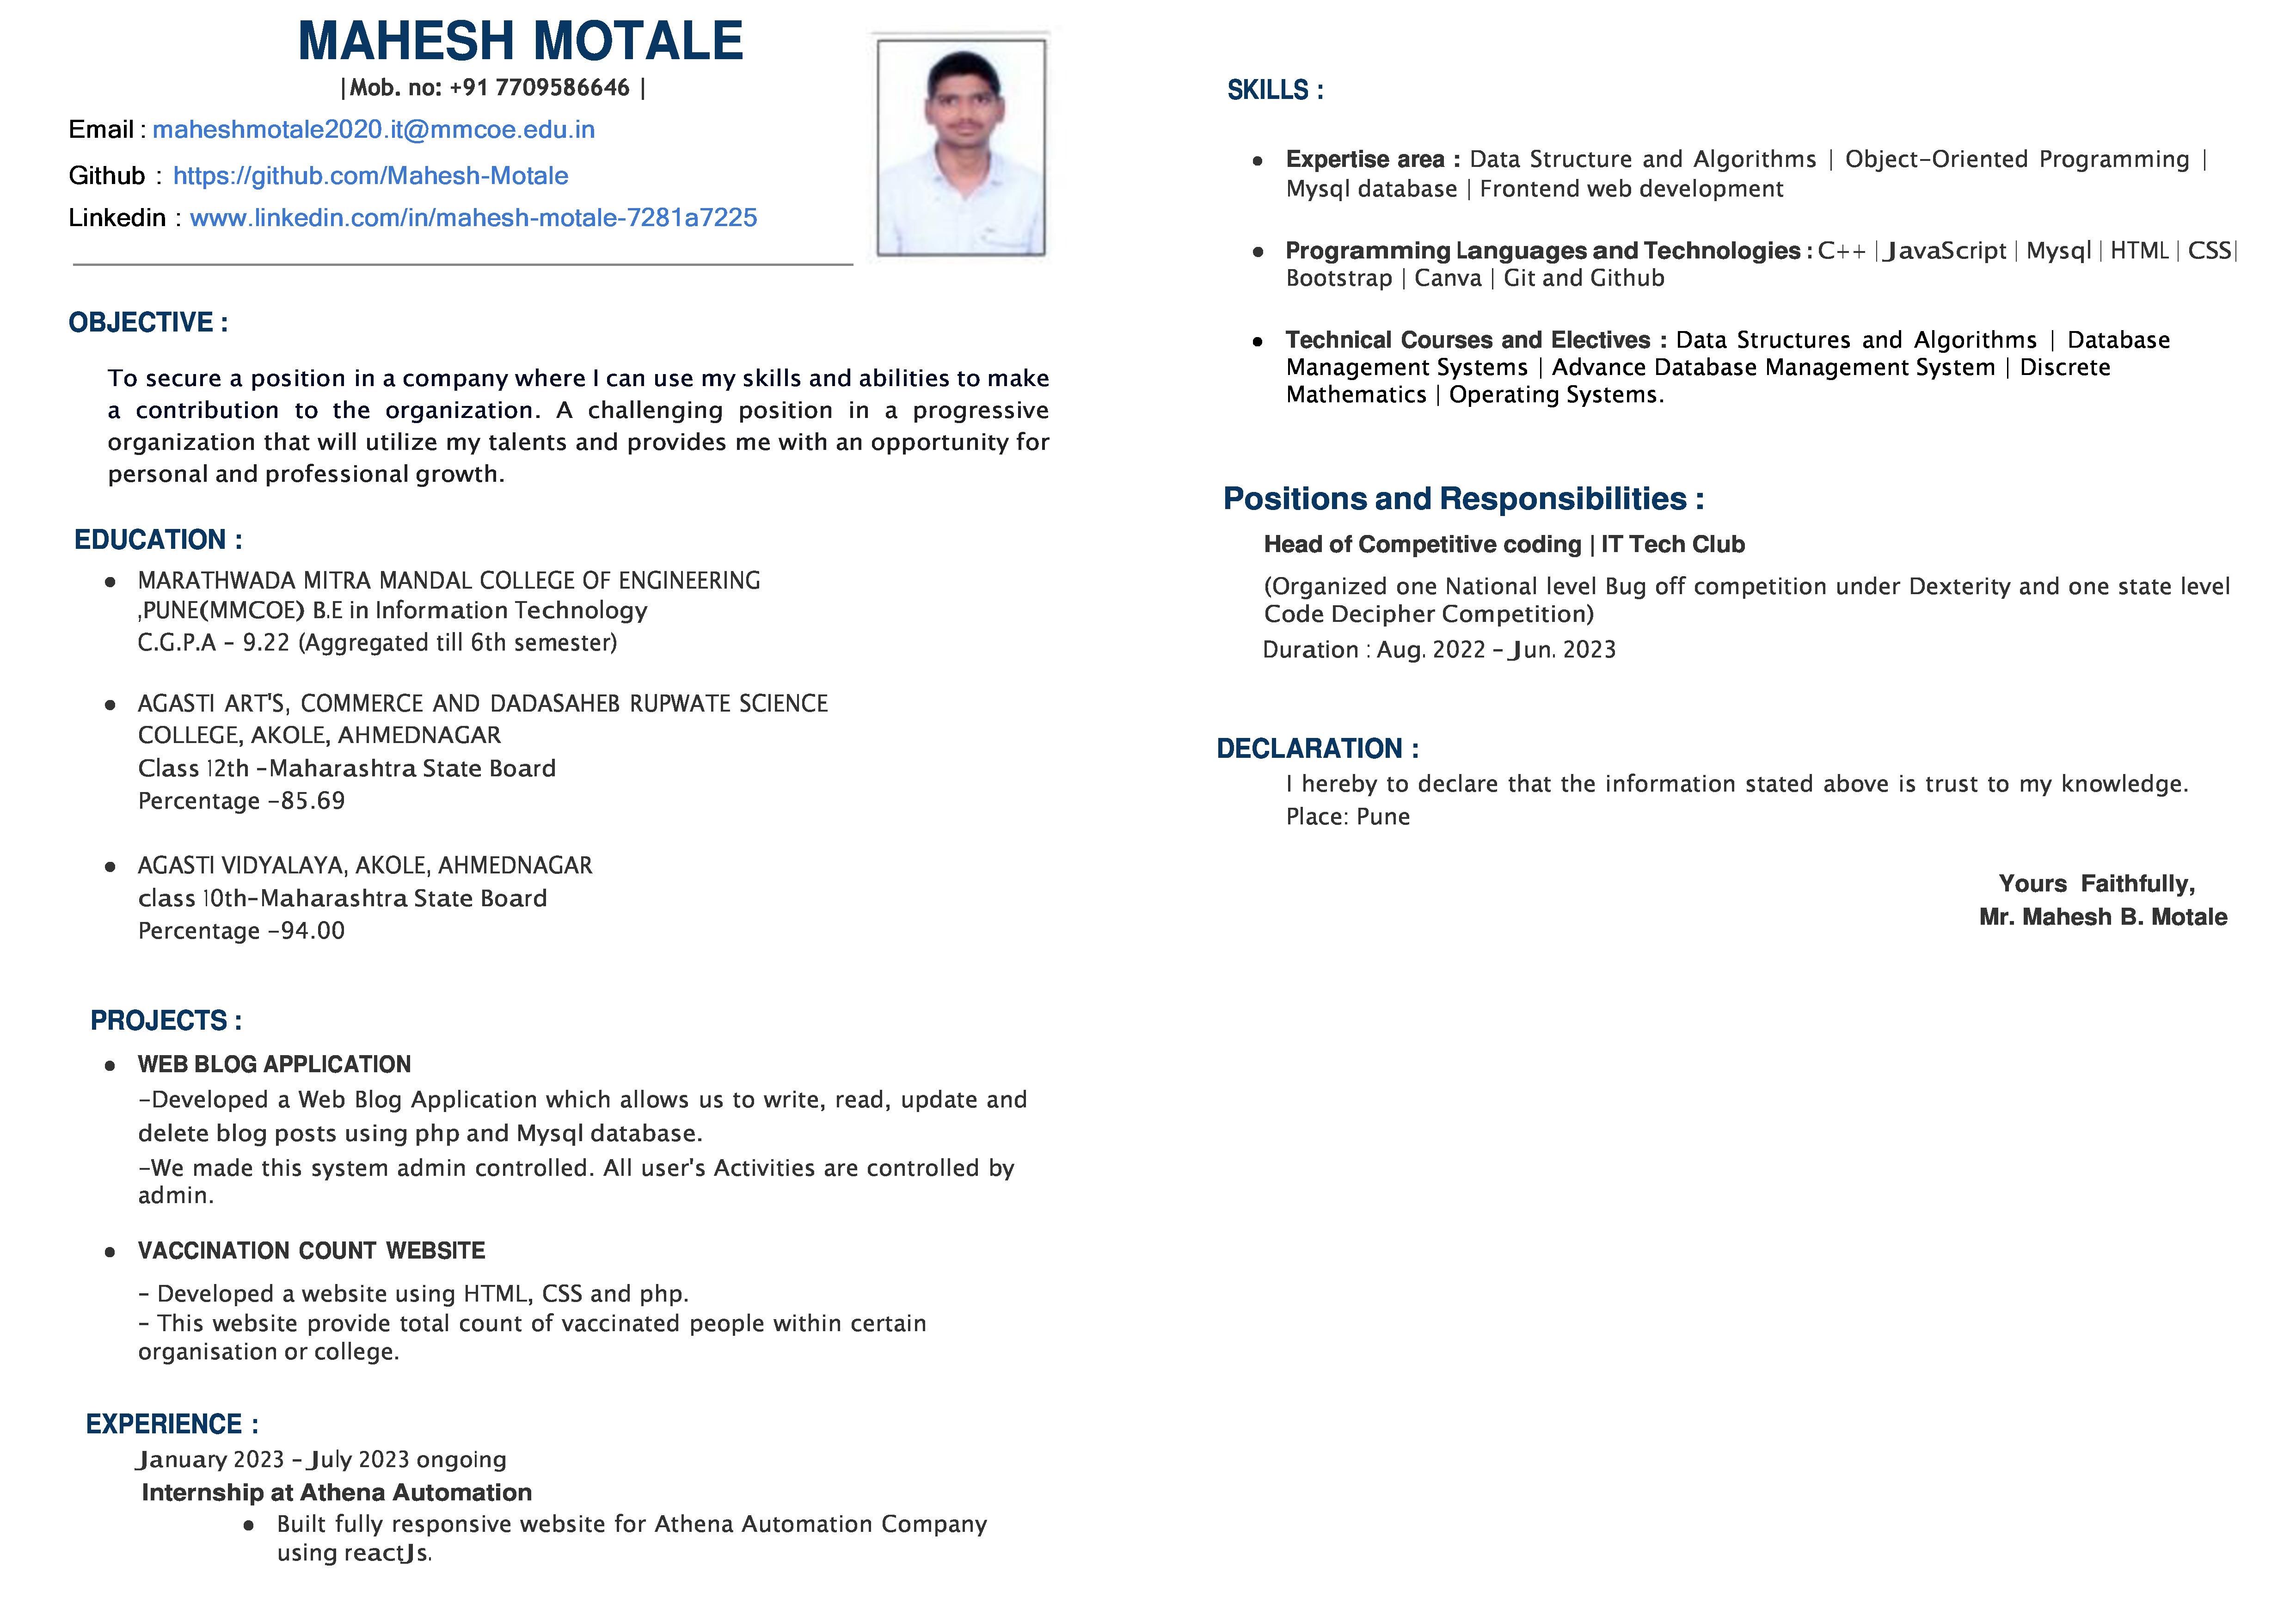 MAHESH MOTALE
|Mob. no: +91 7709586646 |
Email : maheshmotale2020.it@mmcoe.edu.in
Github : https://github.com/Mahesh-Motale
Linkedin : www.linkedin.com/in/mahesh-motale-7281a7225
OBJECTIVE :
To secure a position in a company where I can use my skills and abilities to make
a contribution to the organization. A challenging position in a progressive
organization that will utilize my talents and provides me with an opportunity for
personal and professional growth.
EDUCATION :
● MARATHWADA MITRA MANDAL COLLEGE OF ENGINEERING
,PUNE(MMCOE) B.E in Information Technology
C.G.P.A - 9.22 (Aggregated till 6th semester)
● AGASTI ART'S, COMMERCE AND DADASAHEB RUPWATE SCIENCE
COLLEGE, AKOLE, AHMEDNAGAR
Class 12th -Maharashtra State Board
Percentage -85.69
● AGASTI VIDYALAYA, AKOLE, AHMEDNAGAR
class 10th-Maharashtra State Board
Percentage -94.00
PROJECTS :
● WEB BLOG APPLICATION
-Developed a Web Blog Application which allows us to write, read, update and
delete blog posts using php and Mysql database.
-We made this system admin controlled. All user's Activities are controlled by
admin.
● VACCINATION COUNT WEBSITE
- Developed a website using HTML, CSS and php.
- This website provide total count of vaccinated people within certain
organisation or college.
EXPERIENCE :
January 2023 - July 2023 ongoing
Internship at Athena Automation
● Built fully responsive website for Athena Automation Company
using reactJs.
SKILLS :
● Expertise area : Data Structure and Algorithms | Object-Oriented Programming |
Mysql database | Frontend web development
● Programming Languages and Technologies : C++ | JavaScript | Mysql | HTML | CSS|
Bootstrap | Canva | Git and Github
● Technical Courses and Electives : Data Structures and Algorithms | Database
Management Systems | Advance Database Management System | Discrete
Mathematics | Operating Systems.
Positions and Responsibilities :
Head of Competitive coding | IT Tech Club
(Organized one National level Bug off competition under Dexterity and one state level
Code Decipher Competition)
Duration : Aug. 2022 - Jun. 2023
DECLARATION :
I hereby to declare that the information stated above is trust to my knowledge.
Place: Pune
Yours Faithfully,
Mr. Mahesh B. Motale